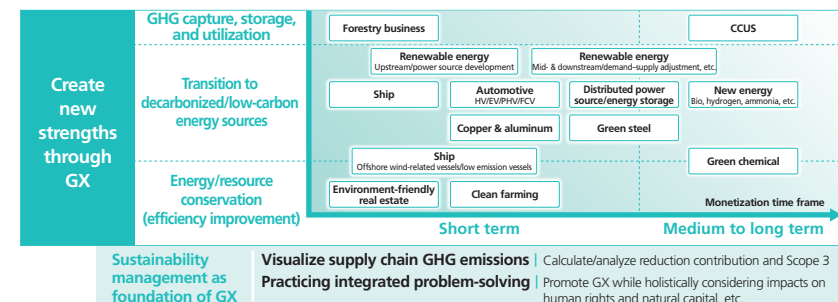 Create
new
strengths
through
GX
GHG capture, storage,
and utilization
Forestry business
CCUS
Transition to
decarbonized/low-carbon
energy sources
Renewable energy
Upstream/power source development
Renewable energy
Mid- & downstream/demand–supply adjustment, etc.
Ship
Automotive
HV/EV/PHV/FCV
Distributed power
source/energy storage
New energy
Bio, hydrogen, ammonia, etc.
Copper & aluminum
Green steel
Ship
Offshore wind-related vessels/low emission vessels
Green chemical
Energy/resource
conservation
(efficiency improvement)
Environment-friendly
real estate
Clean farming
Monetization time frame
Short term
Medium to long term
Sustainability
management as
foundation of GX
Visualize supply chain GHG emissions | Calculate/analyze reduction contribution and Scope 3
Practicing integrated problem-solving | Promote GX while holistically considering impacts on
human rights and natural capital, etc.